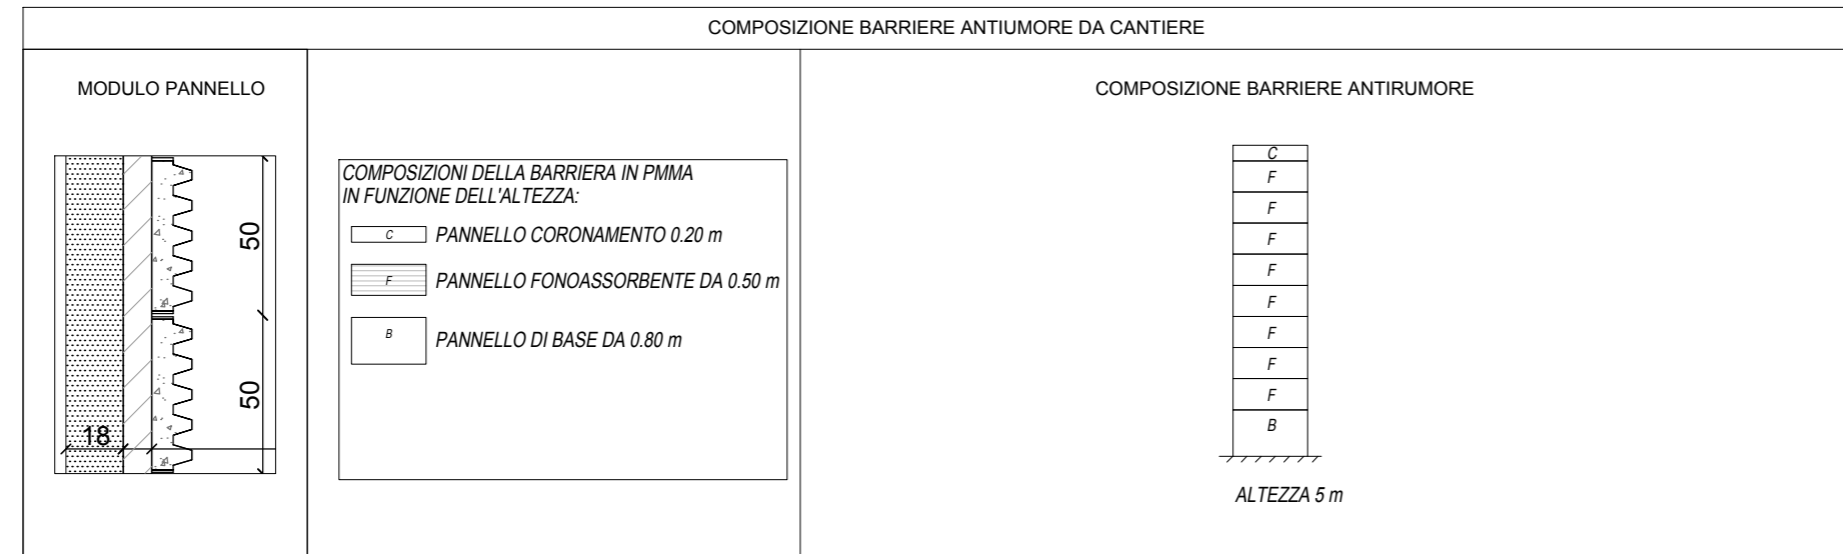 COMPOSIZIONE BARRIERE ANTIUMORE DA CANTIERE
MODULO PANNELLO
50
50
18
COMPOSIZIONI DELLA BARRIERA IN PMMA
IN FUNZIONE DELL'ALTEZZA:
C PANNELLO CORONAMENTO 0.20 m
F PANNELLO FONOASSORBENTE DA 0.50 m
B PANNELLO DI BASE DA 0.80 m
COMPOSIZIONE BARRIERE ANTIRUMORE
C
F
F
F
F
F
F
F
F
B
ALTEZZA 5 m